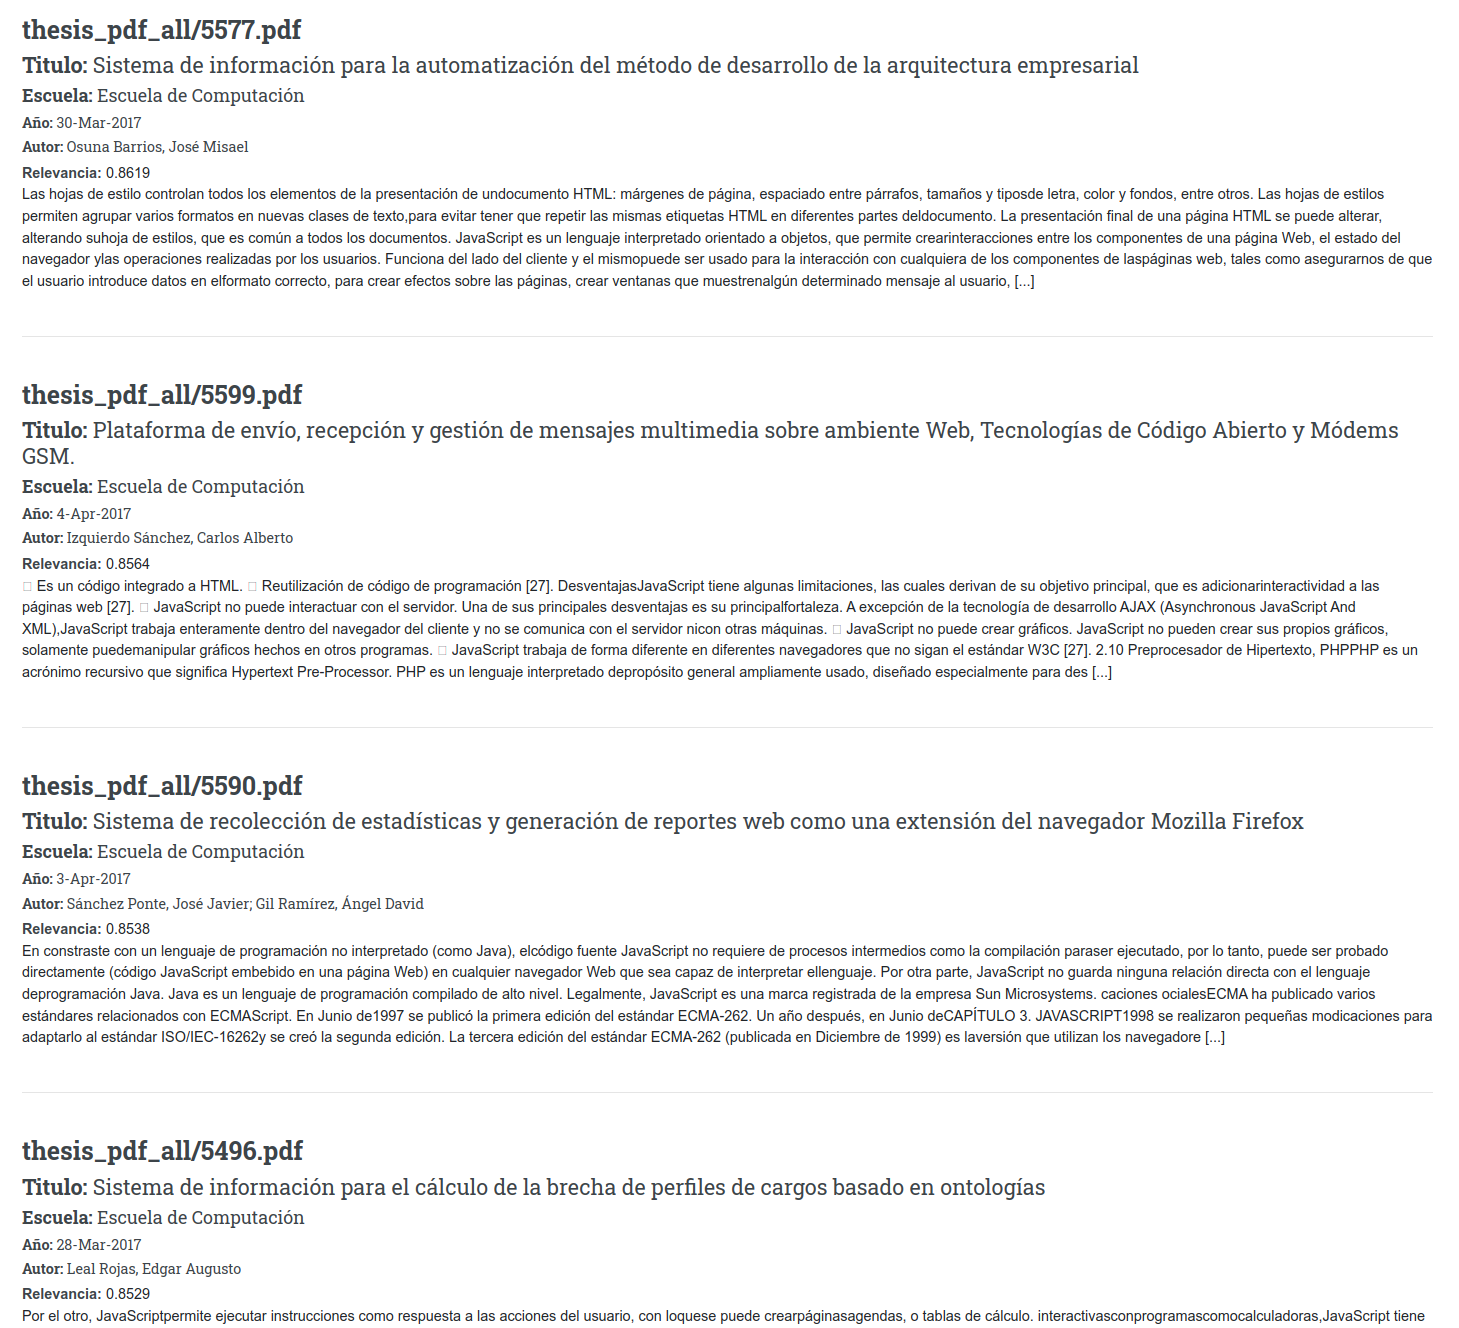 thesis_pdf_all/5577.pdf
Titulo: Sistema de información para la automatización del método de desarrollo de la arquitectura empresarial
Escuela: Escuela de Computación
Año: 30-Mar-2017
Autor: Osuna Barrios, José Misael
Relevancia: 0.8619
Las hojas de estilo controlan todos los elementos de la presentación de undocumento HTML: márgenes de página, espaciado entre párrafos, tamaños y tiposde letra, color y fondos, entre otros. Las hojas de estilos
permiten agrupar varios formatos en nuevas clases de texto,para evitar tener que repetir las mismas etiquetas HTML en diferentes partes deldocumento. La presentación final de una página HTML se puede alterar,
alterando suhoja de estilos, que es común a todos los documentos. JavaScript es un lenguaje interpretado orientado a objetos, que permite crearinteracciones entre los componentes de una página Web, el estado del
navegador ylas operaciones realizadas por los usuarios. Funciona del lado del cliente y el mismopuede ser usado para la interacción con cualquiera de los componentes de laspáginas web, tales como asegurarnos de que
el usuario introduce datos en elformato correcto, para crear efectos sobre las páginas, crear ventanas que muestrenalgún determinado mensaje al usuario, [...]
thesis_pdf_all/5599.pdf
Titulo: Plataforma de envío, recepción y gestión de mensajes multimedia sobre ambiente Web, Tecnologías de Código Abierto y Módems
GSM.
Escuela: Escuela de Computación
Año: 4-Apr-2017
Autor: Izquierdo Sánchez, Carlos Alberto
Relevancia: 0.8564
 Es un código integrado a HTML.  Reutilización de código de programación [27]. DesventajasJavaScript tiene algunas limitaciones, las cuales derivan de su objetivo principal, que es adicionarinteractividad a las
páginas web [27].  JavaScript no puede interactuar con el servidor. Una de sus principales desventajas es su principalfortaleza. A excepción de la tecnología de desarrollo AJAX (Asynchronous JavaScript And
XML),JavaScript trabaja enteramente dentro del navegador del cliente y no se comunica con el servidor nicon otras máquinas.  JavaScript no puede crear gráficos. JavaScript no pueden crear sus propios gráficos,
solamente puedemanipular gráficos hechos en otros programas.  JavaScript trabaja de forma diferente en diferentes navegadores que no sigan el estándar W3C [27]. 2.10 Preprocesador de Hipertexto, PHPPHP es un
acrónimo recursivo que significa Hypertext Pre-Processor. PHP es un lenguaje interpretado depropósito general ampliamente usado, diseñado especialmente para des [...]
thesis_pdf_all/5590.pdf
Titulo: Sistema de recolección de estadísticas y generación de reportes web como una extensión del navegador Mozilla Firefox
Escuela: Escuela de Computación
Año: 3-Apr-2017
Autor: Sánchez Ponte, José Javier; Gil Ramírez, Ángel David
Relevancia: 0.8538
En constraste con un lenguaje de programación no interpretado (como Java), elcódigo fuente JavaScript no requiere de procesos intermedios como la compilación paraser ejecutado, por lo tanto, puede ser probado
directamente (código JavaScript embebido en una página Web) en cualquier navegador Web que sea capaz de interpretar ellenguaje. Por otra parte, JavaScript no guarda ninguna relación directa con el lenguaje
deprogramación Java. Java es un lenguaje de programación compilado de alto nivel. Legalmente, JavaScript es una marca registrada de la empresa Sun Microsystems. caciones ocialesECMA ha publicado varios
estándares relacionados con ECMAScript. En Junio de1997 se publicó la primera edición del estándar ECMA-262. Un año después, en Junio deCAPÍTULO 3. JAVASCRIPT1998 se realizaron pequeñas modicaciones para
adaptarlo al estándar ISO/IEC-16262y se creó la segunda edición. La tercera edición del estándar ECMA-262 (publicada en Diciembre de 1999) es laversión que utilizan los navegadore [...]
thesis_pdf_all/5496.pdf
Titulo: Sistema de información para el cálculo de la brecha de perfiles de cargos basado en ontologías
Escuela: Escuela de Computación
Año: 28-Mar-2017
Autor: Leal Rojas, Edgar Augusto
Relevancia: 0.8529
Por el otro, JavaScriptpermite ejecutar instrucciones como respuesta a las acciones del usuario, con loquese puede crearpáginasagendas, o tablas de cálculo. interactivasconprogramascomocalculadoras,JavaScript tiene